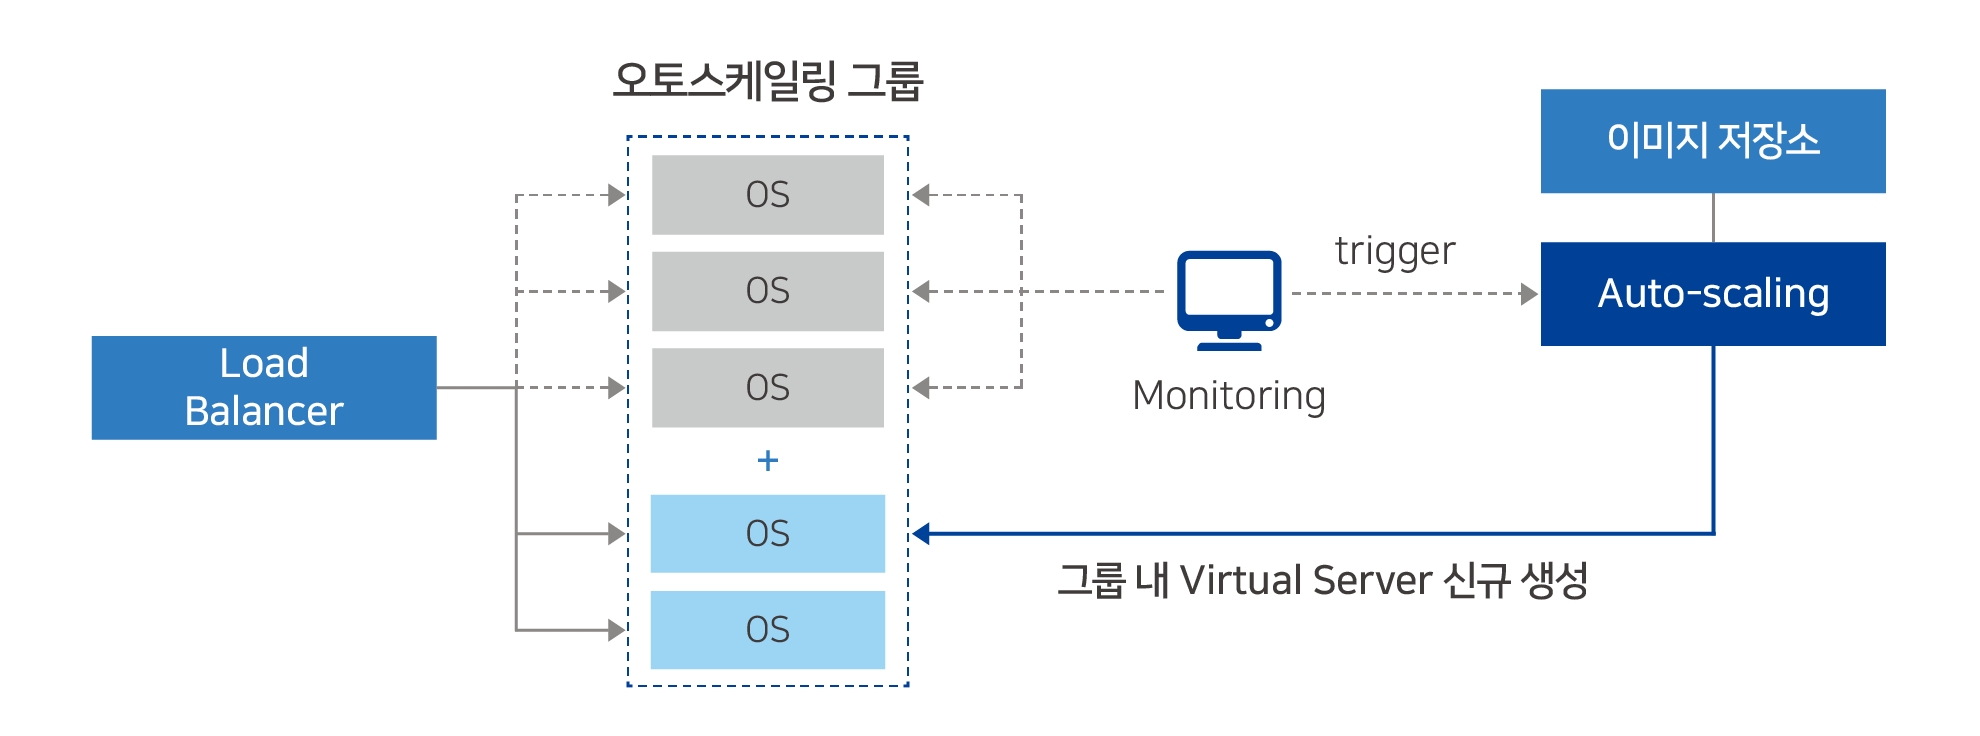 오토스케일링 그룹
이미지 저장소
OS
trigger
OS
Auto-scaling
Load
Balancer
OS
Monitoring
+
OS
그룹 내 Virtual Server 신규 생성
OS